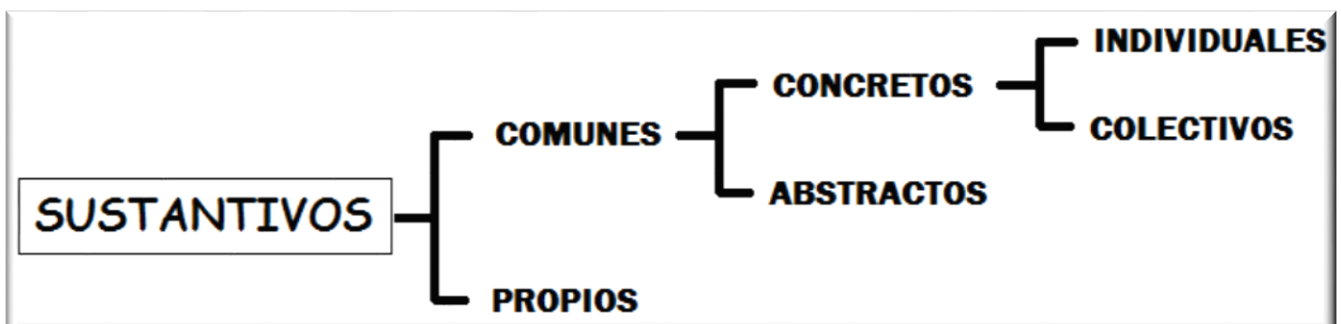 SUSTANTIVOS
COMUNES
PROPIOS
CONCRETOS
ABSTRACTOS
INDIVIDUALES
COLECTIVOS